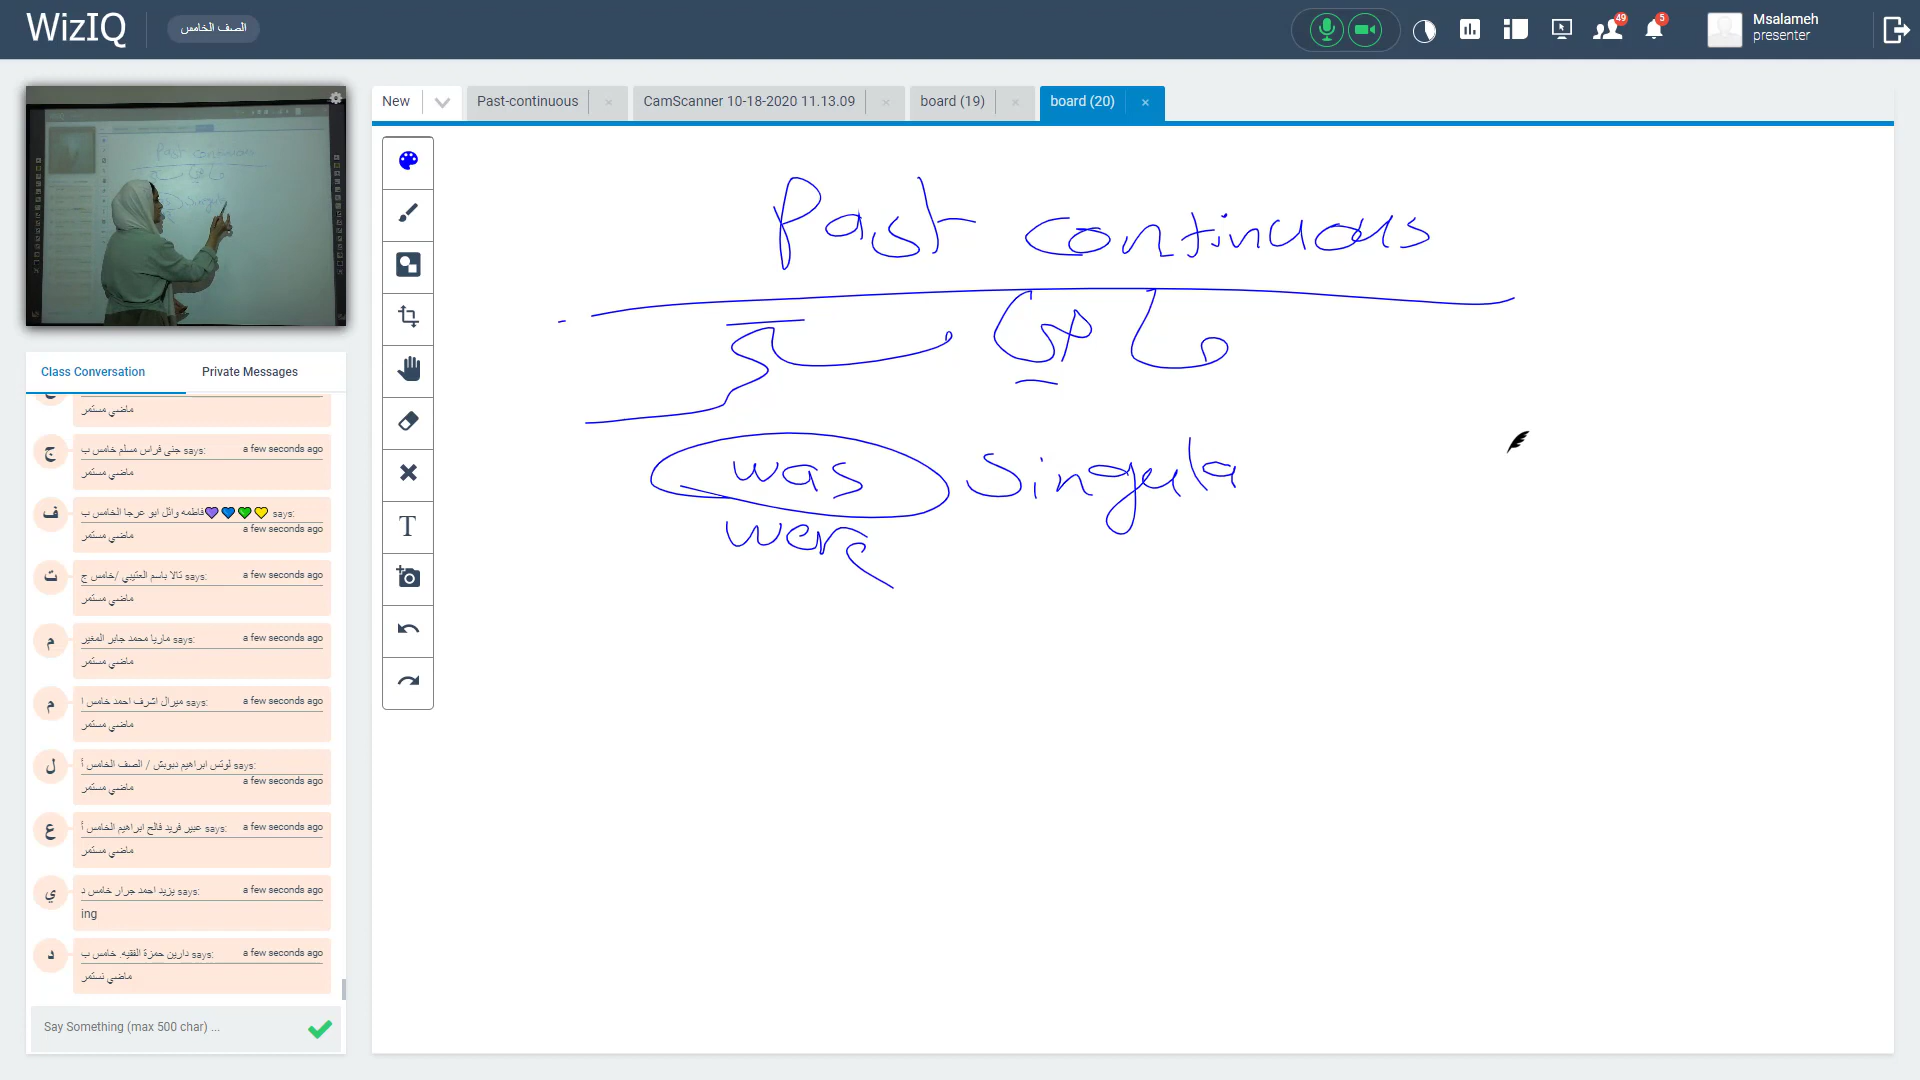 WizIQ
الصف الخامس
49
5
Msalameh
presenter
New
Past-continuous
CamScanner 10-18-2020 11.13.09
board (19)
board (20)
Past continuous
ماضي مستمر
was Singula
were
T
Class Conversation
Private Messages
ماضي مستمر
ج
جنى فراس مسلم خامس ب says:
a few seconds ago
ماضي مستمر
ف
فاطمه وائل ابو عرجا الخامس ب💜💙💚💛 says:
a few seconds ago
ماضي مستمر
ت
تالا باسم العتيبي /خامس ج says:
a few seconds ago
ماضي مستمر
م
ماريا محمد جابر المغير says:
a few seconds ago
ماضي مستمر
م
ميرال اشرف احمد خامس ا says:
a few seconds ago
ماضي مستمر
ل
لوتس ابراهيم دبوبش / الصف الخامس أ says:
a few seconds ago
ماضي مستمر
ع
عبير فريد فالح ابراهيم الخامس أ says:
a few seconds ago
ماضي مستمر
ي
يزيد احمد جرار خامس د says:
a few seconds ago
ing
د
دارين حمزة الفقيه. خامس ب says:
a few seconds ago
ماضي نستمر
Say Something (max 500 char) ...